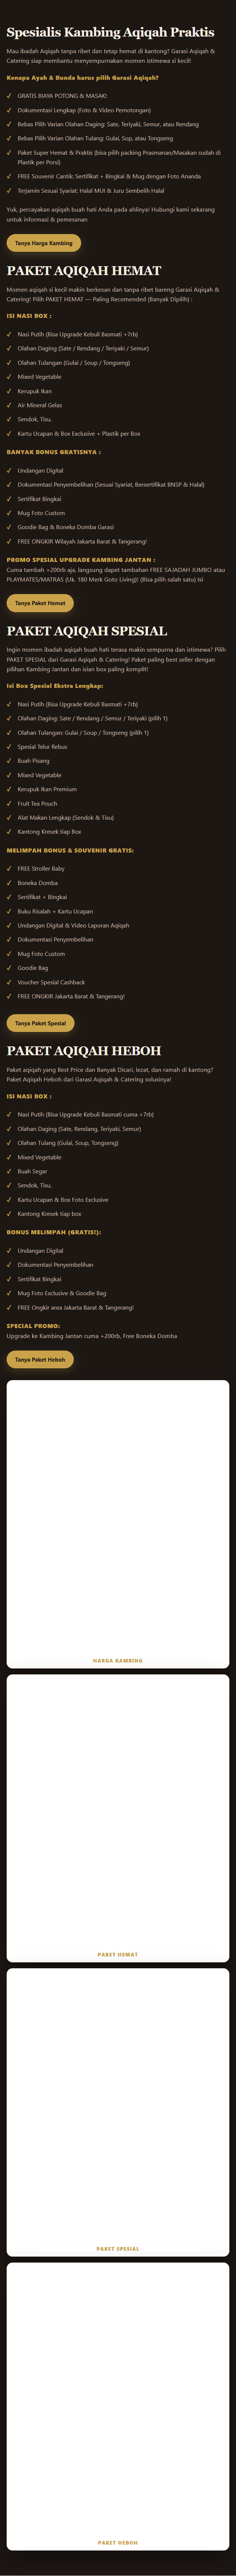 Spesialis Kambing Aqiqah Praktis
Mau ibadah Aqiqah tanpa ribet dan tetap hemat di kantong? Garasi Aqiqah &
Catering siap membantu menyempurnakan momen istimewa si kecil!
Kenapa Ayah & Bunda harus pilih Garasi Aqiqah?
✓ GRATIS BIAYA POTONG & MASAK!
✓ Dokumentasi Lengkap (Foto & Video Pemotongan)
✓ Bebas Pilih Varian Olahan Daging: Sate, Teriyaki, Semur, atau Rendang
✓ Bebas Pilih Varian Olahan Tulang: Gulai, Sop, atau Tongseng
✓ Paket Super Hemat & Praktis (bisa pilih packing Prasmanan/Masakan sudah di
Plastik per Porsi)
✓ FREE Souvenir Cantik: Sertifikat + Bingkai & Mug dengan Foto Ananda
✓ Terjamin Sesuai Syariat: Halal MUI & Juru Sembelih Halal
Yuk, percayakan aqiqah buah hati Anda pada ahlinya! Hubungi kami sekarang
untuk informasi & pemesanan
Tanya Harga Kambing
PAKET AQIQAH HEMAT
Momen aqiqah si kecil makin berkesan dan tanpa ribet bareng Garasi Aqiqah &
Catering! Pilih PAKET HEMAT — Paling Recommended (Banyak Dipilih) :
ISI NASI BOX :
✓ Nasi Putih (Bisa Upgrade Kebuli Basmati +7rb)
✓ Olahan Daging (Sate / Rendang / Teriyaki / Semur)
✓ Olahan Tulangan (Gulai / Soup / Tongseng)
✓ Mixed Vegetable
✓ Kerupuk Ikan
✓ Air Mineral Gelas
✓ Sendok, Tisu,
✓ Kartu Ucapan & Box Exclusive + Plastik per Box
BANYAK BONUS GRATISNYA :
✓ Undangan Digital
✓ Dokumentasi Penyembelihan (Sesuai Syariat, Bersertifikat BNSP & Halal)
✓ Sertifikat Bingkai
✓ Mug Foto Custom
✓ Goodie Bag & Boneka Domba Garasi
✓ FREE ONGKIR Wilayah Jakarta Barat & Tangerang!
PROMO SPESIAL UPGRADE KAMBING JANTAN :
Cuma tambah +200rb aja, langsung dapet tambahan FREE SAJADAH JUMBO atau
PLAYMATES/MATRAS (Uk. 180 Merk Goto Living)! (Bisa pilih salah satu) Isi
Tanya Paket Hemat
PAKET AQIQAH SPESIAL
Ingin momen ibadah aqiqah buah hati terasa makin sempurna dan istimewa? Pilih
PAKET SPESIAL dari Garasi Aqiqah & Catering! Paket paling best seller dengan
pilihan Kambing Jantan dan isian box paling komplit!
Isi Box Spesial Ekstra Lengkap:
✓ Nasi Putih (Bisa Upgrade Kebuli Basmati +7rb)
✓ Olahan Daging: Sate / Rendang / Semur / Teriyaki (pilih 1)
✓ Olahan Tulangan: Gulai / Soup / Tongseng (pilih 1)
✓ Spesial Telur Rebus
✓ Buah Pisang
✓ Mixed Vegetable
✓ Kerupuk Ikan Premium
✓ Fruit Tea Pouch
✓ Alat Makan Lengkap (Sendok & Tisu)
✓ Kantong Kresek tiap Box
MELIMPAH BONUS & SOUVENIR GRATIS:
✓ FREE Stroller Baby
✓ Boneka Domba
✓ Sertifikat + Bingkai
✓ Buku Risalah + Kartu Ucapan
✓ Undangan Digital & Video Laporan Aqiqah
✓ Dokumentasi Penyembelihan
✓ Mug Foto Custom
✓ Goodie Bag
✓ Voucher Spesial Cashback
✓ FREE ONGKIR Jakarta Barat & Tangerang!
Tanya Paket Spesial
PAKET AQIQAH HEBOH
Paket aqiqah yang Best Price dan Banyak Dicari, lezat, dan ramah di kantong?
Paket Aqiqah Heboh dari Garasi Aqiqah & Catering solusinya!
ISI NASI BOX :
✓ Nasi Putih (Bisa Upgrade Kebuli Basmati cuma +7rb)
✓ Olahan Daging (Sate, Rendang, Teriyaki, Semur)
✓ Olahan Tulang (Gulai, Soup, Tongseng)
✓ Mixed Vegetable
✓ Buah Segar
✓ Sendok, Tisu,
✓ Kartu Ucapan & Box Foto Exclusive
✓ Kantong Kresek tiap box
BONUS MELIMPAH (GRATIS!):
✓ Undangan Digital
✓ Dokumentasi Penyembelihan
✓ Sertifikat Bingkai
✓ Mug Foto Exclusive & Goodie Bag
✓ FREE Ongkir area Jakarta Barat & Tangerang!
SPECIAL PROMO:
Upgrade ke Kambing Jantan cuma +200rb, Free Boneka Domba
Tanya Paket Heboh
HARGA KAMBING
PAKET HEMAT
PAKET SPESIAL
PAKET HEBOH